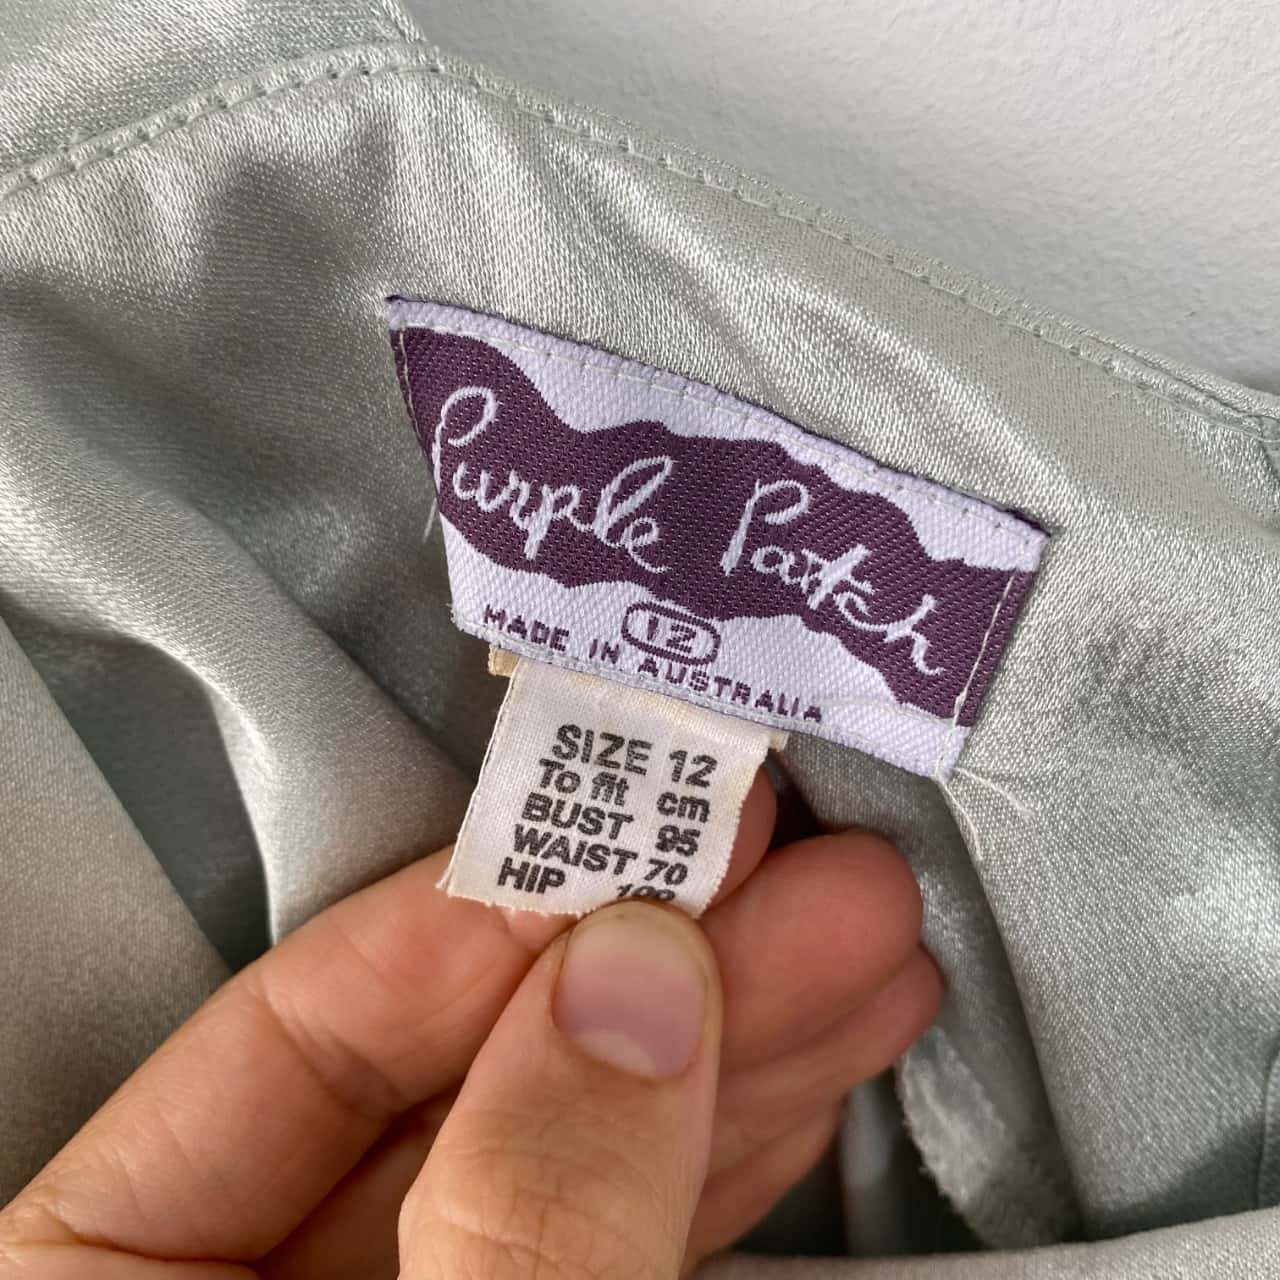 Purple Patch
12
MADE IN AUSTRALIA
SIZE 12
To fit cm
BUST 95
WAIST 70
HIP